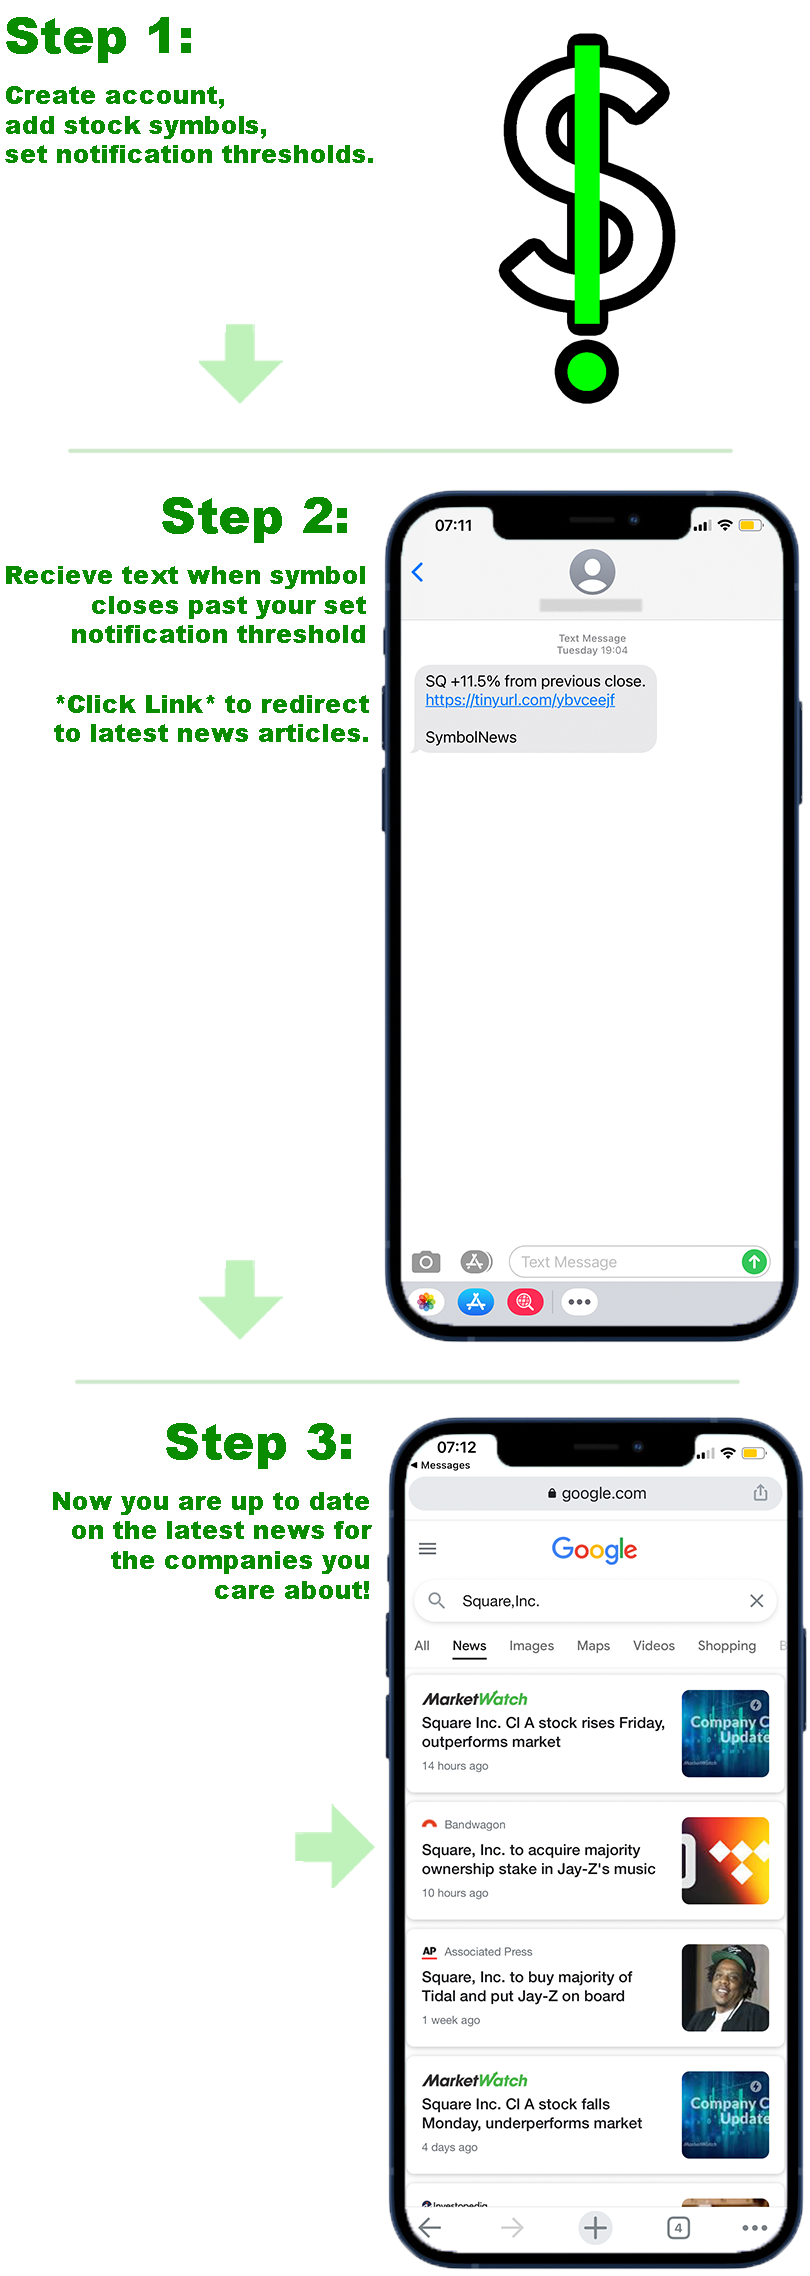 Step 1:
Create account,
add stock symbols,
set notification thresholds.
Step 2:
Recieve text when symbol
closes past your set
notification threshold
*Click Link* to redirect
to latest news articles.
07:11
Text Message
Tuesday 19:04
SQ +11.5% from previous close.
https://tinyurl.com/ybvceejf
SymbolNews
Text Message
Step 3:
Now you are up to date
on the latest news for
the companies you
care about!
07:12
Messages
google.com
Google
Square,Inc.
All News Images Maps Videos Shopping B
MarketWatch
Square Inc. Cl A stock rises Friday,
outperforms market
14 hours ago
Company C
Update
MarketWatch
Bandwagon
Square, Inc. to acquire majority
ownership stake in Jay-Z's music
10 hours ago
AP Associated Press
Square, Inc. to buy majority of
Tidal and put Jay-Z on board
1 week ago
MarketWatch
Square Inc. Cl A stock falls
Monday, underperforms market
4 days ago
Company C
Update
MarketWatch
Investopedia
4